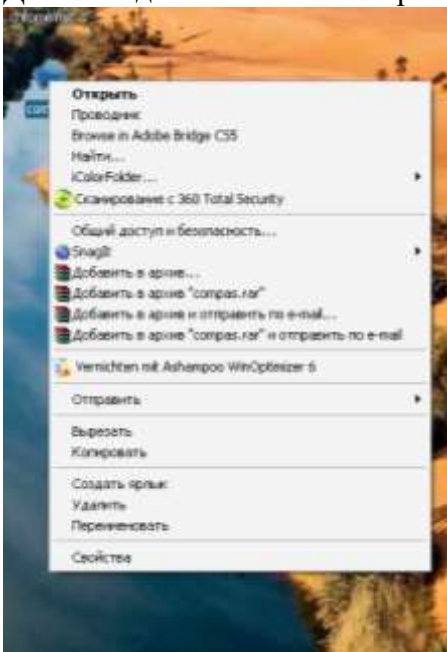 Открыть
Проводник
Browse in Adobe Bridge CS5
Найти...
iColorFolder...
Сканирование с 360 Total Security
Общий доступ и безопасность...
SnagIt
Добавить в архив...
Добавить в архив "compas.rar"
Добавить в архив и отправить по e-mail...
Добавить в архив "compas.rar" и отправить по e-mail
Vernichten mit Ashampoo WinOptimizer 6
Отправить
Вырезать
Копировать
Создать ярлык
Удалить
Переименовать
Свойства